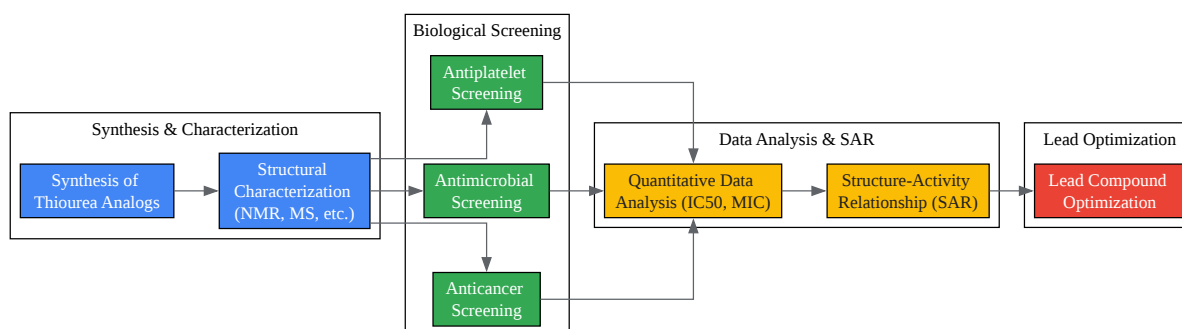 Synthesis & Characterization
Synthesis of
Thiourea Analogs
Structural
Characterization
(NMR, MS, etc.)
Biological Screening
Antiplatelet
Screening
Antimicrobial
Screening
Anticancer
Screening
Data Analysis & SAR
Quantitative Data
Analysis (IC50, MIC)
Structure-Activity
Relationship (SAR)
Lead Optimization
Lead Compound
Optimization